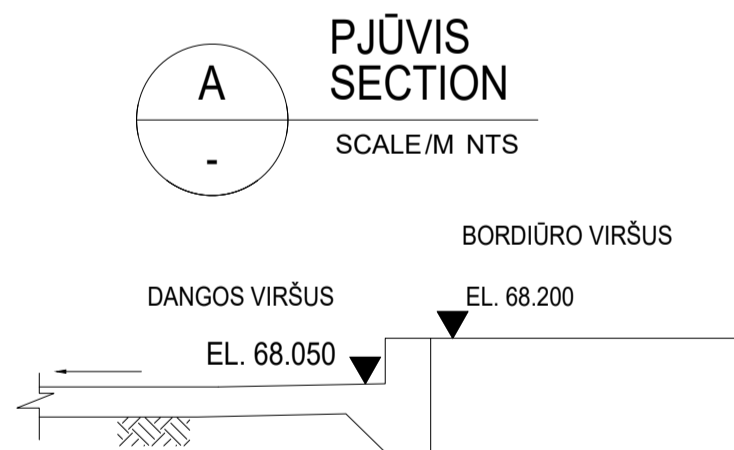 PJŪVIS
A
SECTION
SCALE/M NTS
-
BORDIŪRO VIRŠUS
DANGOS VIRŠUS
EL. 68.200
EL. 68.050